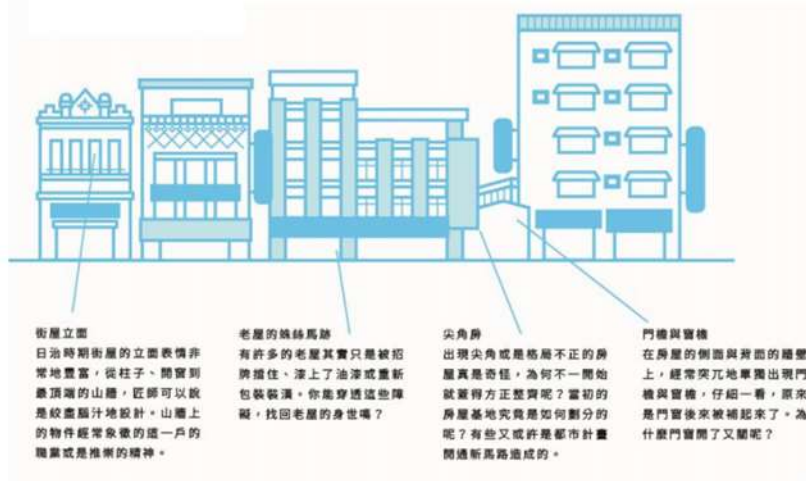 街屋立面
日治時期街屋的立面表情非
常地豐富，從柱子、開窗到
最頂端的山牆，匠師可以說
是絞盡腦汁地設計。山牆上
的物件經常象徵的這一戶的
職業或是推崇的精神。
老屋的蛛絲馬跡
有許多的老屋其實只是被招
牌擋住、漆上了油漆或重新
包裝裝潢。你能穿透這些障
礙，找回老屋的身世嗎？
尖角房
出現尖角或是格局不正的房
屋真是奇怪，為何不一開始
就蓋得方正整齊呢？當初的
房屋基地究竟是如何劃分的
呢？有些又或許是都市計畫
開通新馬路造成的。
門檐與窗檐
在房屋的側面與背面的牆壁
上，經常突兀地單獨出現門
檐與窗檐，仔細一看，原來
是門窗後來被補起來了。為
什麼門窗開了又關呢？